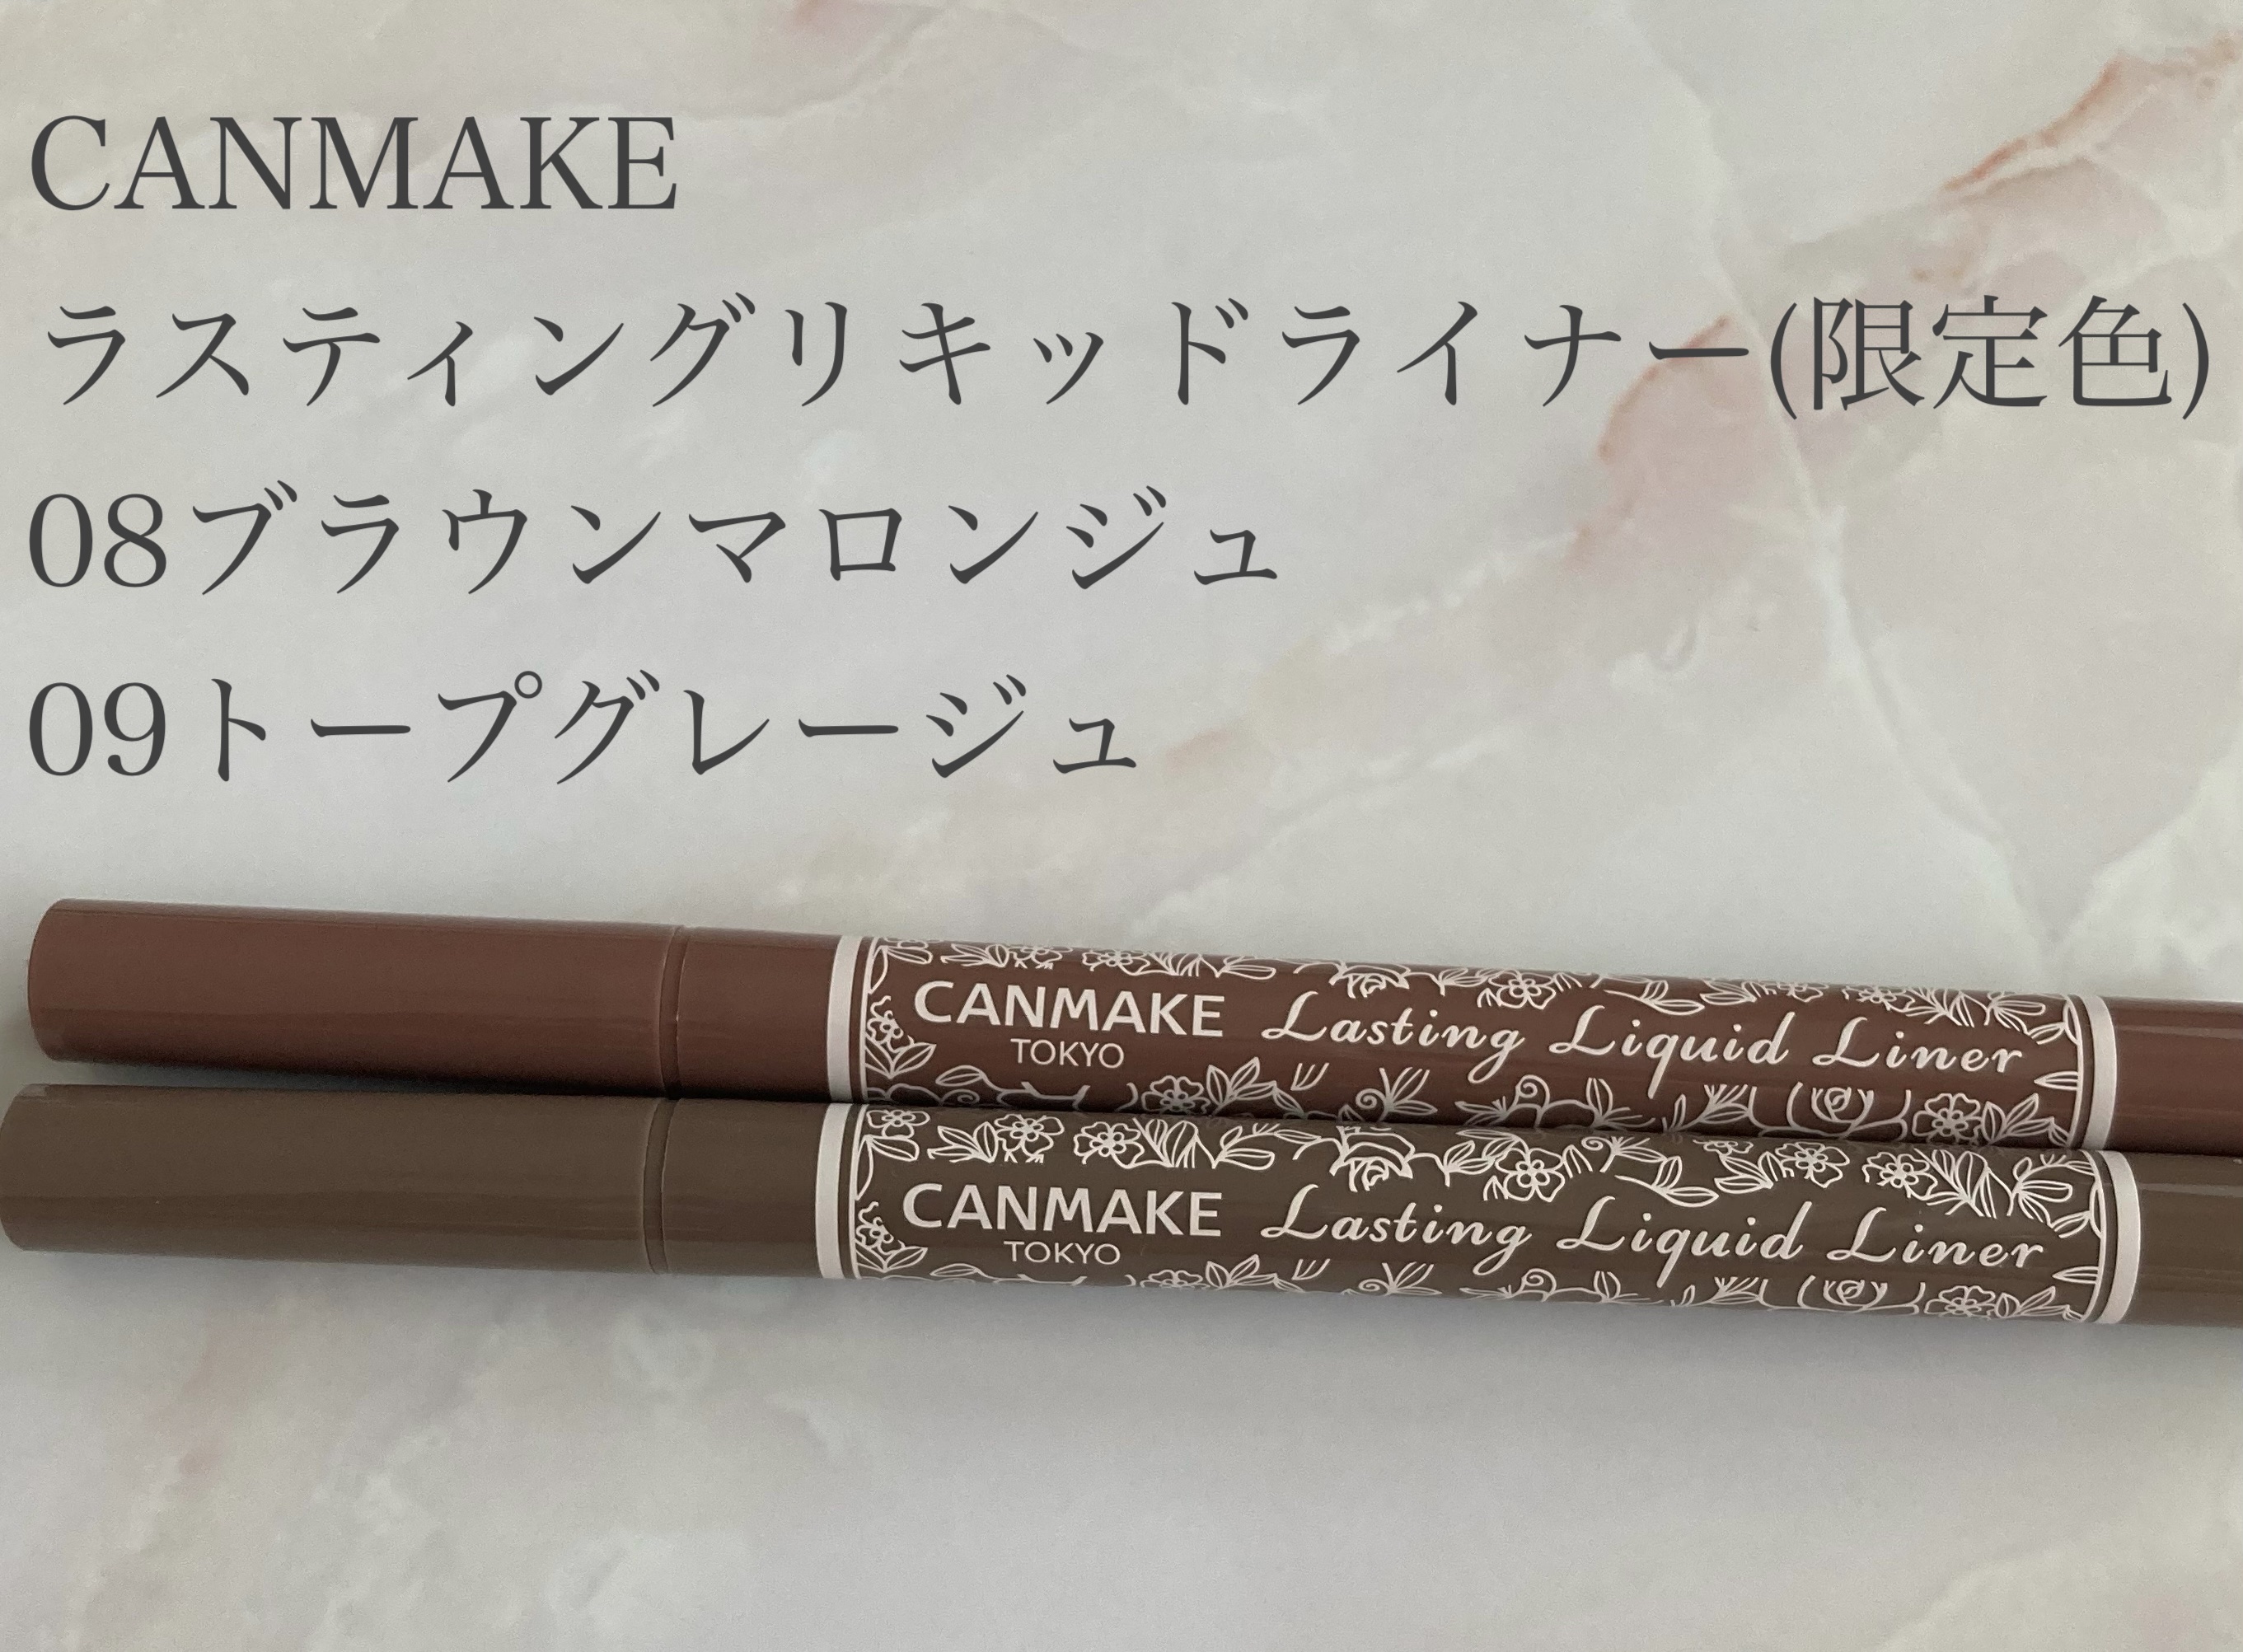 CANMAKE
ラスティングリキッドライナー(限定色)
08ブラウンマロンジュ
09トープグレージュ
CANMAKE Lasting Liquid Liner
TOKYO
CANMAKE Lasting Liquid Liner
TOKYO